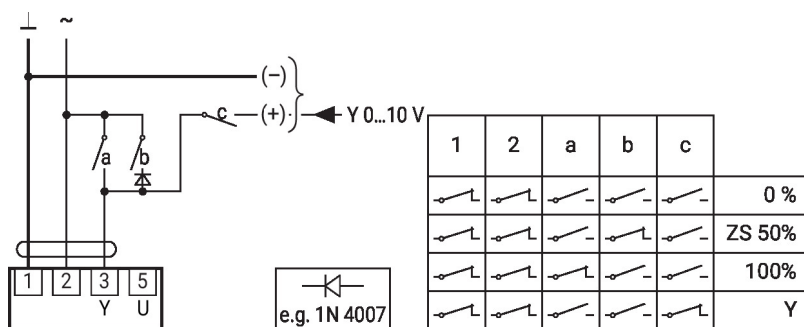 ⊥ ~
(–)
c (+) Y 0...10 V
a b
1 2 3 5
Y U
e.g. 1N 4007
1 2 a b c
0 %
ZS 50%
100%
Y